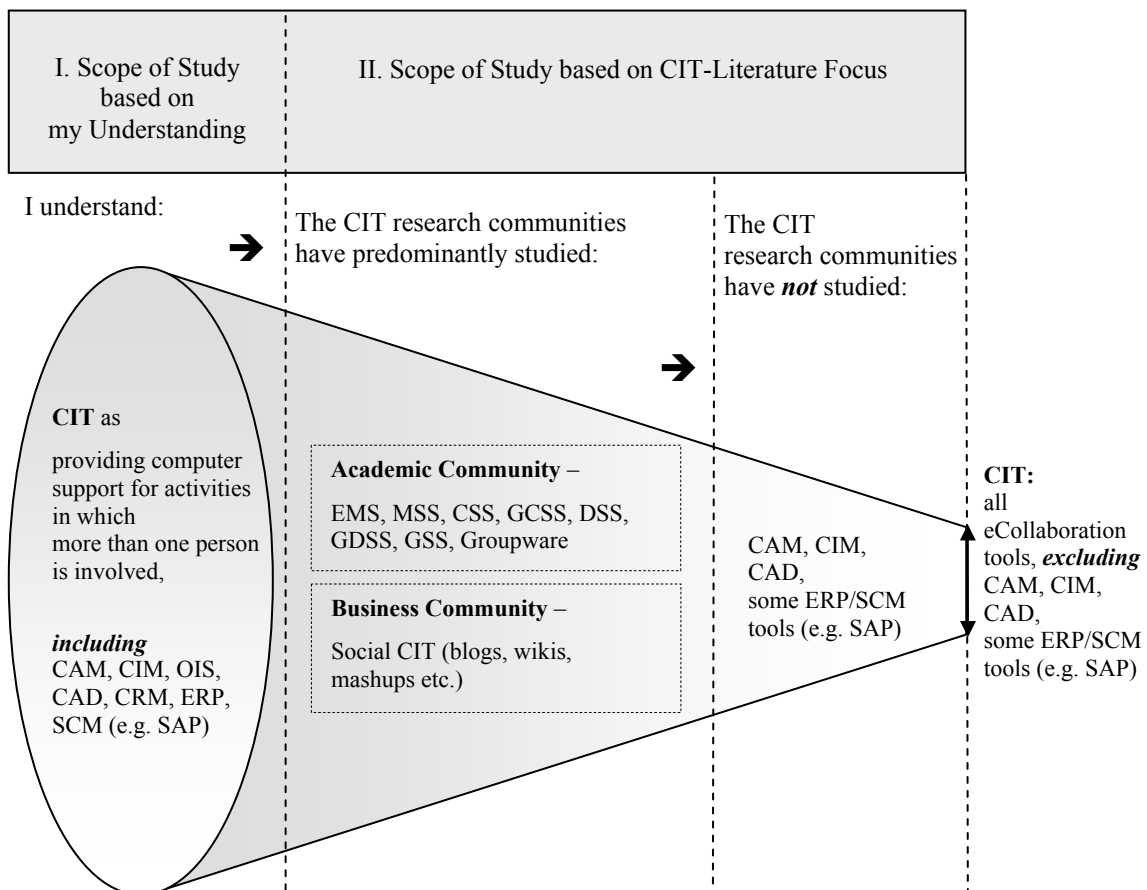 I. Scope of Study
based on
my Understanding
II. Scope of Study based on CIT-Literature Focus
I understand:
➔
The CIT research communities
have predominantly studied:
➔
The CIT
research communities
have not studied:
CIT as
providing computer
support for activities
in which
more than one person
is involved,
including
CAM, CIM, OIS,
CAD, CRM, ERP,
SCM (e.g. SAP)
Academic Community –
EMS, MSS, CSS, GCSS, DSS,
GDSS, GSS, Groupware
Business Community –
Social CIT (blogs, wikis,
mashups etc.)
CAM, CIM,
CAD,
some ERP/SCM
tools (e.g. SAP)
CIT:
all
eCollaboration
tools, excluding
CAM, CIM,
CAD,
some ERP/SCM
tools (e.g. SAP)